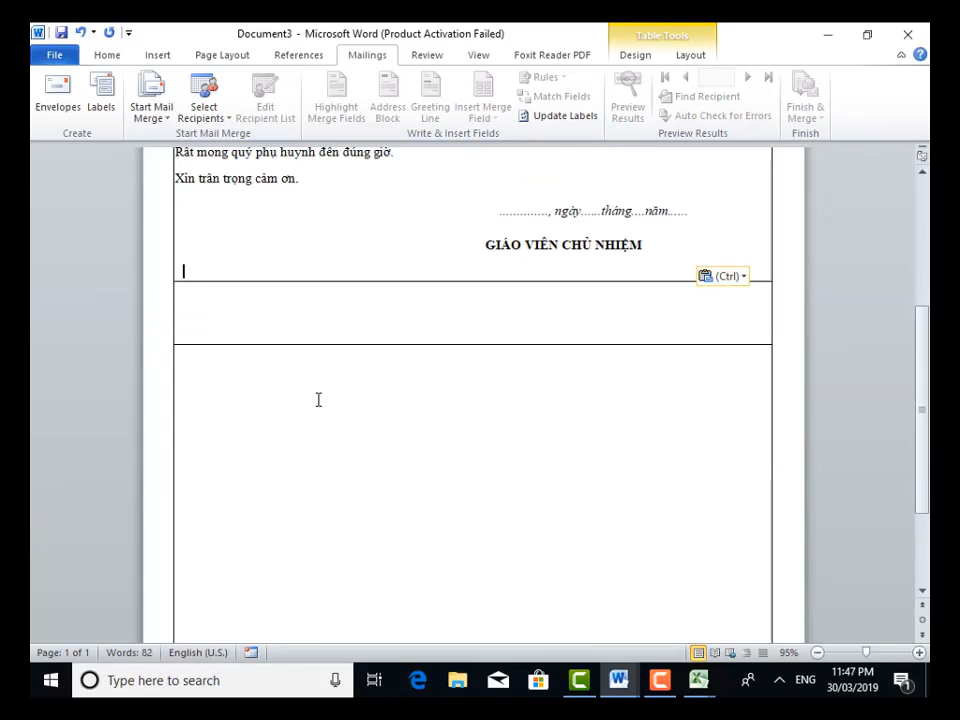 Document3 - Microsoft Word (Product Activation Failed)
Table Tools
File
Home
Insert
Page Layout
References
Mailings
Review
View
Foxit Reader PDF
Design
Layout
Envelopes
Labels
Start Mail Merge
Select Recipients
Edit Recipient List
Highlight Merge Fields
Address Block
Greeting Line
Insert Merge Field
Rules
Match Fields
Update Labels
Preview Results
Find Recipient
Auto Check for Errors
Finish & Merge
Create
Start Mail Merge
Write & Insert Fields
Preview Results
Finish
Rất mong quý phụ huynh đến đúng giờ.
Xin trân trọng cảm ơn.
.............., ngày......tháng....năm......
GIÁO VIÊN CHỦ NHIỆM
(Ctrl)
Page: 1 of 1
Words: 82
English (U.S.)
95%
Type here to search
ENG
11:47 PM
30/03/2019
1